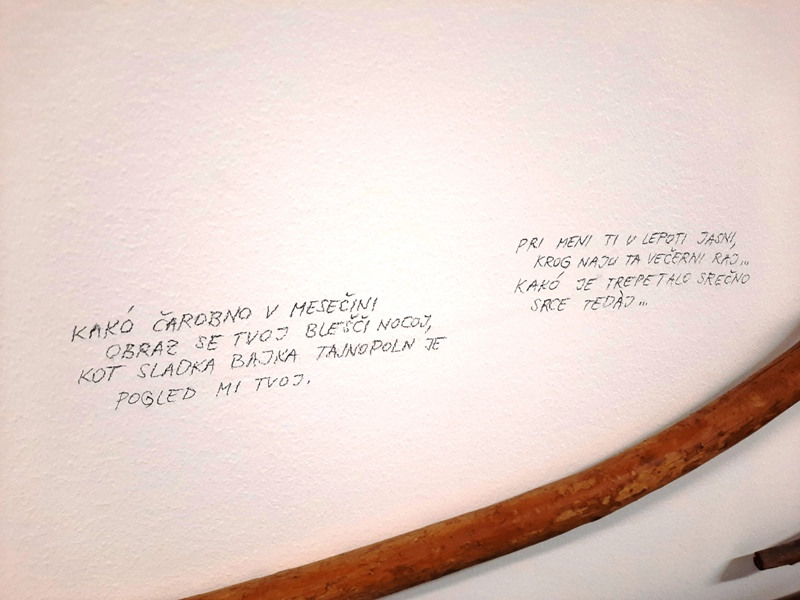 KAKÓ ČAROBNO V MESEČINI
OBRAZ SE TVOJ BLEŠČI NOCOJ,
KOT SLADKA BAJKA TAJNOPOLN JE
POGLED MI TVOJ.
PRI MENI TI V LEPOTI JASNI,
KROG NAJU TA VEČERNI RAJ...
KAKÓ JE TREPETALO SREČNO
SRCE TEDÀJ...